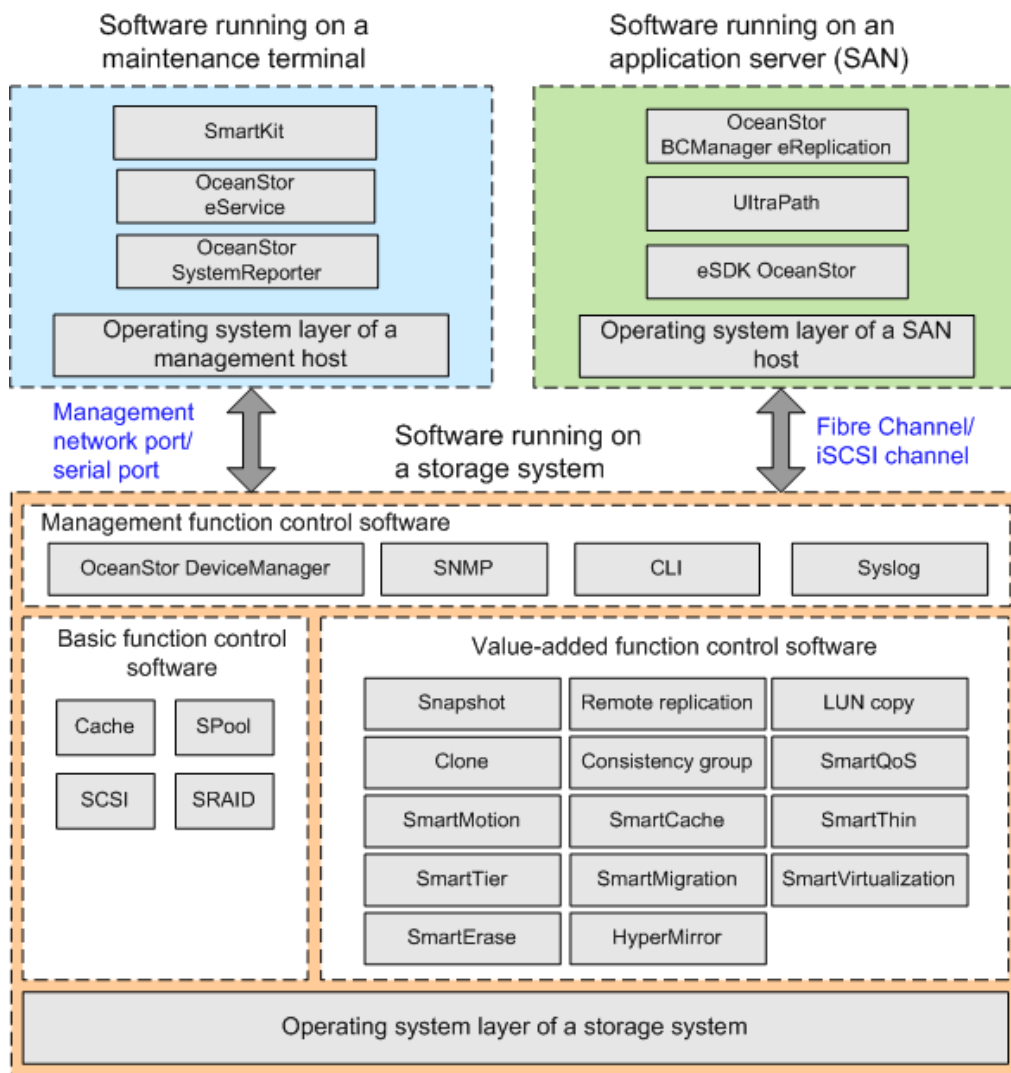 Software running on a
maintenance terminal
Software running on an
application server (SAN)
SmartKit
OceanStor
eService
OceanStor
SystemReporter
Operating system layer of a
management host
OceanStor
BCManager eReplication
UltraPath
eSDK OceanStor
Operating system layer of a SAN
host
Management
network port/
serial port
Software running on
a storage system
Fibre Channel/
iSCSI channel
Management function control software
OceanStor DeviceManager
SNMP
CLI
Syslog
Basic function control
software
Cache
SPool
SCSI
SRAID
Value-added function control software
Snapshot
Remote replication
LUN copy
Clone
Consistency group
SmartQoS
SmartMotion
SmartCache
SmartThin
SmartTier
SmartMigration
SmartVirtualization
SmartErase
HyperMirror
Operating system layer of a storage system